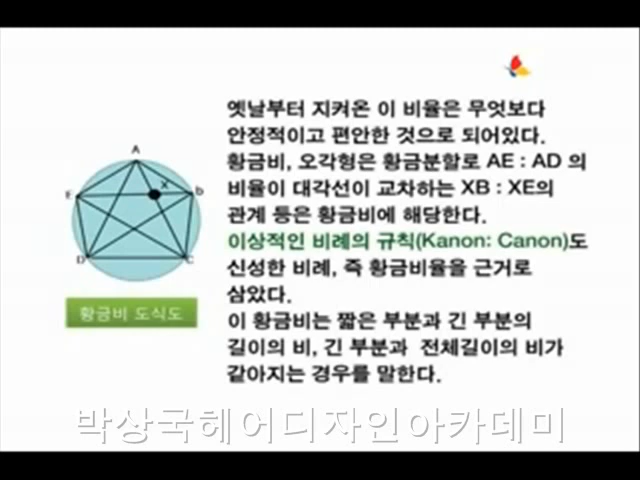 옛날부터 지켜온 이 비율은 무엇보다
안정적이고 편안한 것으로 되어있다.
황금비, 오각형은 황금분할로 AE : AD 의
비율이 대각선이 교차하는 XB : XE의
관계 등은 황금비에 해당한다.
이상적인 비례의 규칙(Kanon: Canon)도
신성한 비례, 즉 황금비율을 근거로
삼았다.
이 황금비는 짧은 부분과 긴 부분의
길이의 비, 긴 부분과 전체길이의 비가
같아지는 경우를 말한다.
A
X
E
b
D
C
황금비 도식도
박상국헤어디자인아카데미